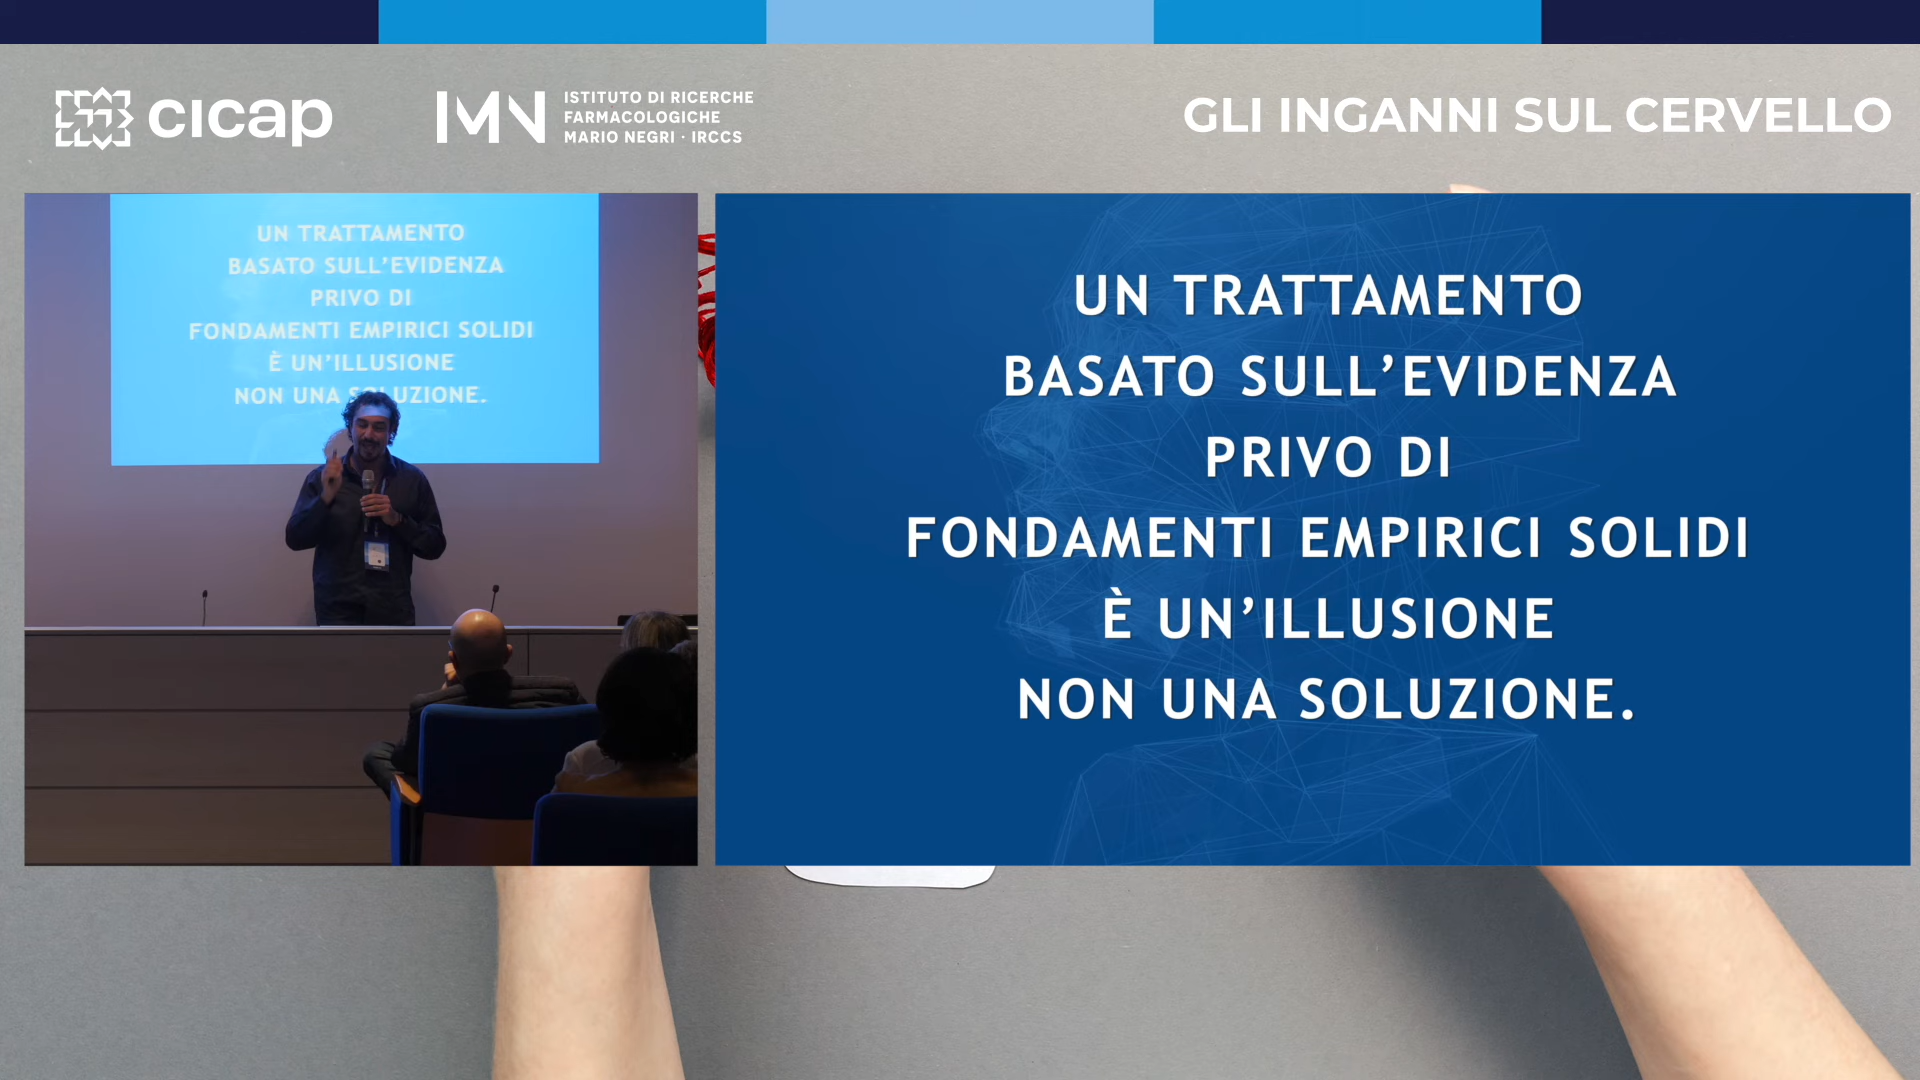 cicap
IMN
ISTITUTO DI RICERCHE
FARMACOLOGICHE
MARIO NEGRI · IRCCS
GLI INGANNI SUL CERVELLO
UN TRATTAMENTO
BASATO SULL'EVIDENZA
PRIVO DI
FONDAMENTI EMPIRICI SOLIDI
È UN'ILLUSIONE
NON UNA SOLUZIONE.
UN TRATTAMENTO
BASATO SULL’EVIDENZA
PRIVO DI
FONDAMENTI EMPIRICI SOLIDI
È UN’ILLUSIONE
NON UNA SOLUZIONE.